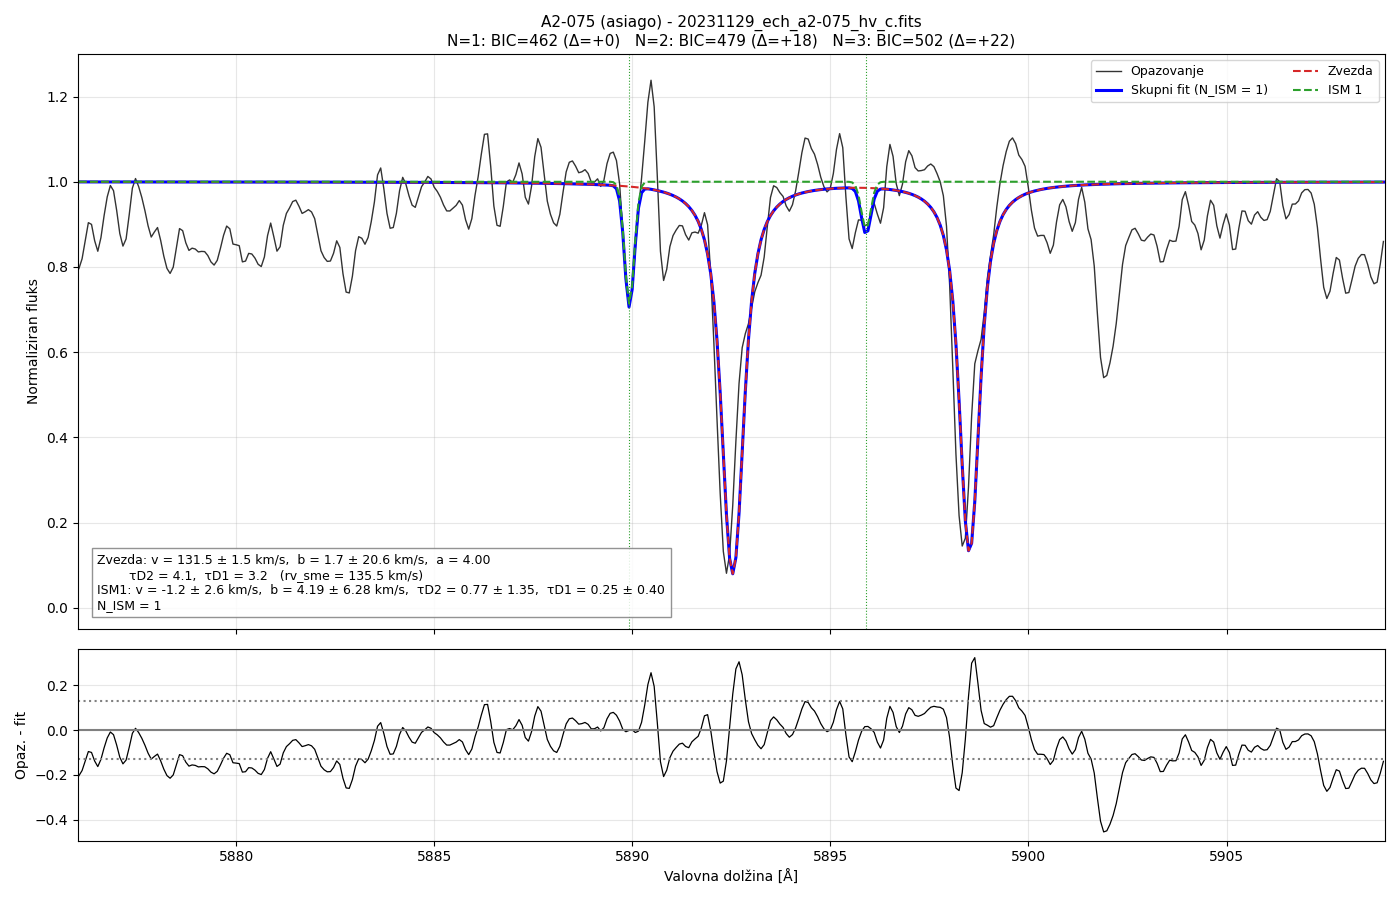 A2-075 (asiago) - 20231129_ech_a2-075_hv_c.fits
N=1: BIC=462 (Δ=+0)   N=2: BIC=479 (Δ=+18)   N=3: BIC=502 (Δ=+22)
Opazovanje
Skupni fit (N_ISM = 1)
Zvezda
ISM 1
Normaliziran fluks
1.2
1.0
0.8
0.6
0.4
0.2
0.0
Zvezda: v = 131.5 ± 1.5 km/s,  b = 1.7 ± 20.6 km/s,  a = 4.00
τD2 = 4.1,  τD1 = 3.2   (rv_sme = 135.5 km/s)
ISM1: v = -1.2 ± 2.6 km/s,  b = 4.19 ± 6.28 km/s,  τD2 = 0.77 ± 1.35,  τD1 = 0.25 ± 0.40
N_ISM = 1
Opaz. - fit
0.2
0.0
−0.2
−0.4
5880
5885
5890
5895
5900
5905
Valovna dolžina [Å]